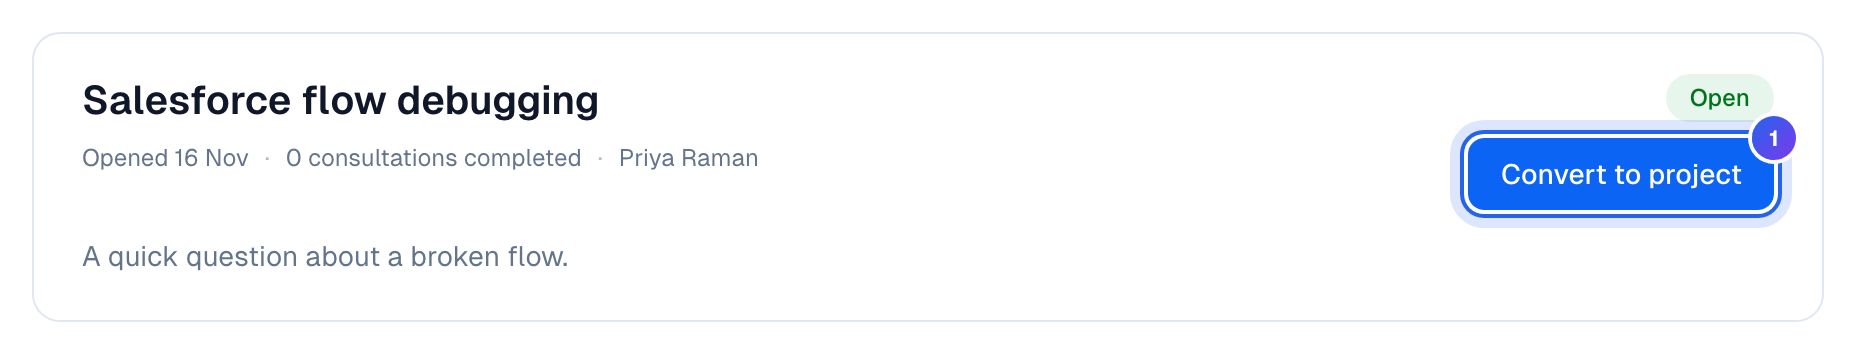 Salesforce flow debugging
Open
Opened 16 Nov · 0 consultations completed · Priya Raman
1
Convert to project
A quick question about a broken flow.